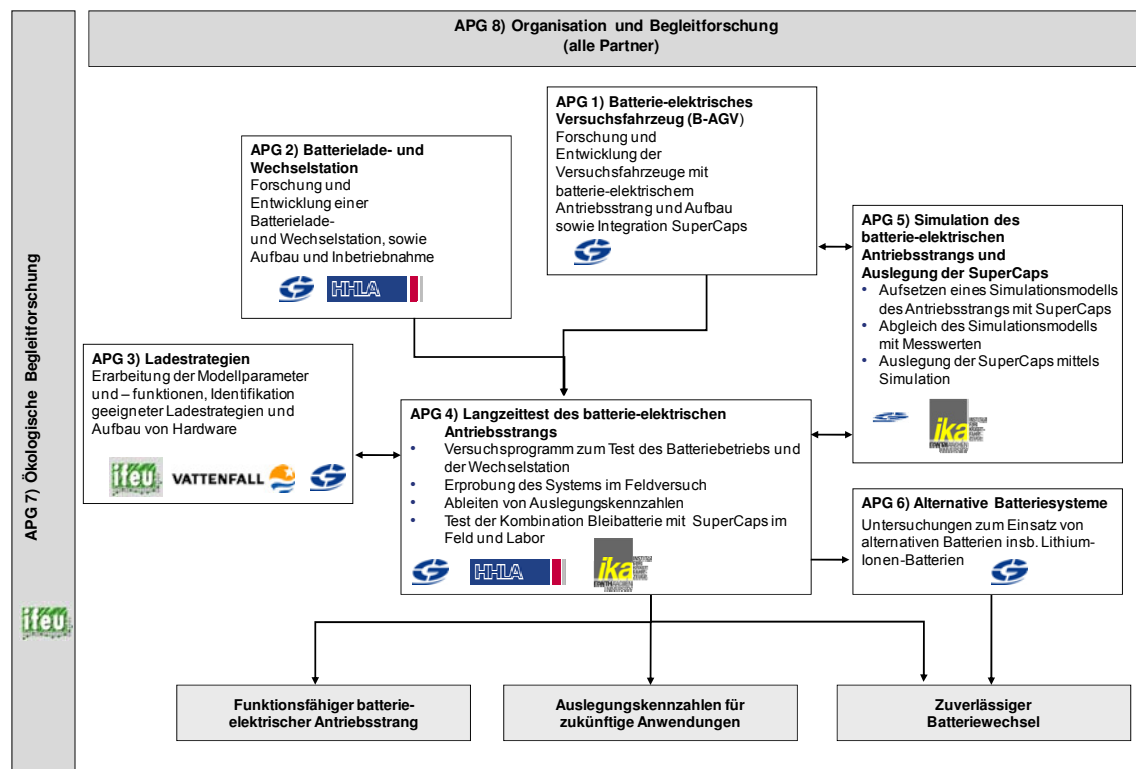 APG 8) Organisation und Begleitforschung
(alle Partner)
APG 7) Ökologische Begleitforschung
ifeu
APG 1) Batterie-elektrisches
Versuchsfahrzeug (B-AGV)
Forschung und
Entwicklung der
Versuchsfahrzeuge mit
batterie-elektrischem
Antriebsstrang und Aufbau
sowie Integration SuperCaps
APG 2) Batterielade- und
Wechselstation
Forschung und
Entwicklung einer
Batterielade-
und Wechselstation, sowie
Aufbau und Inbetriebnahme
HHLA
APG 5) Simulation des
batterie-elektrischen
Antriebsstrangs und
Auslegung der SuperCaps
• Aufsetzen eines Simulationsmodells
des Antriebsstrangs mit SuperCaps
• Abgleich des Simulationsmodells
mit Messwerten
• Auslegung der SuperCaps mittels
Simulation
ika
APG 3) Ladestrategien
Erarbeitung der Modellparameter
und – funktionen, Identifikation
geeigneter Ladestrategien und
Aufbau von Hardware
ifeu
VATTENFALL
APG 4) Langzeittest des batterie-elektrischen
Antriebsstrangs
• Versuchsprogramm zum Test des Batteriebetriebs und
der Wechselstation
• Erprobung des Systems im Feldversuch
• Ableiten von Auslegungskennzahlen
• Test der Kombination Bleibatterie mit SuperCaps im
Feld und Labor
HHLA
ika
APG 6) Alternative Batteriesysteme
Untersuchungen zum Einsatz von
alternativen Batterien insb. Lithium-
Ionen-Batterien
Funktionsfähiger batterie-
elektrischer Antriebsstrang
Auslegungskennzahlen für
zukünftige Anwendungen
Zuverlässiger
Batteriewechsel